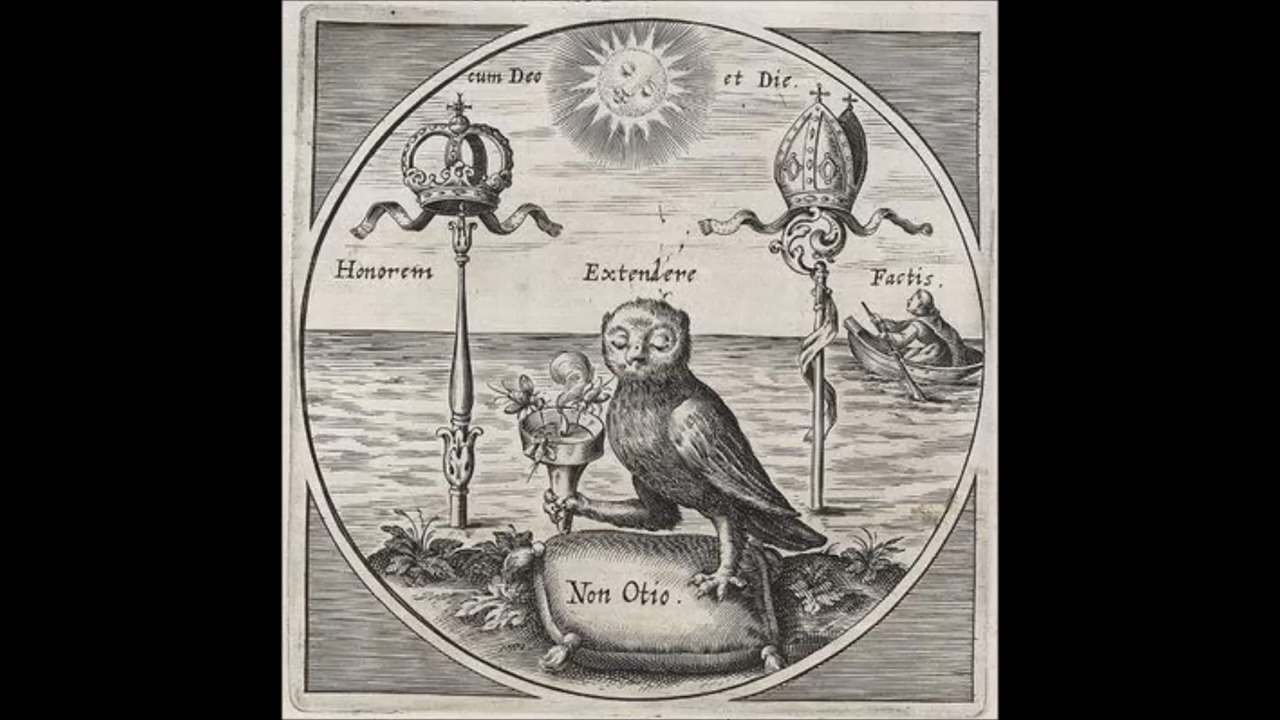 cum Deo et Die.
Honorem Extendere Factis.
Non Otio.